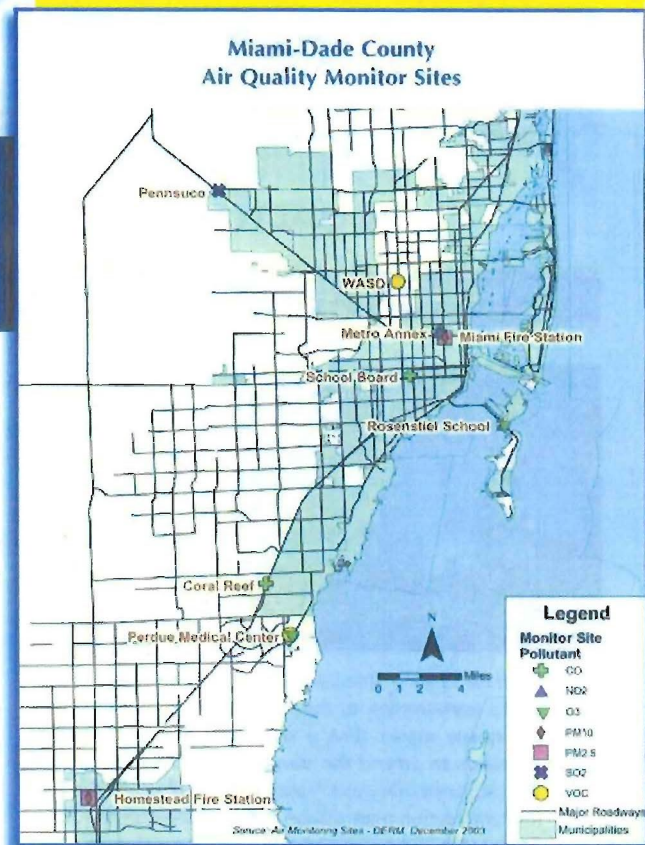 Miami-Dade County
Air Quality Monitor Sites
Pennsuco
WASD
Metro Annex
Miami Fire Station
School Board
Rosenstiel School
Coral Reef
Perdue Medical Center
Homestead Fire Station
N
Miles
0 1 2 4
Legend
Monitor Site
Pollutant
CO
NO2
O3
PM10
PM2.5
SO2
VOC
Major Roadways
Municipalities
Source: Air Monitoring Sites - DERM, December 2003